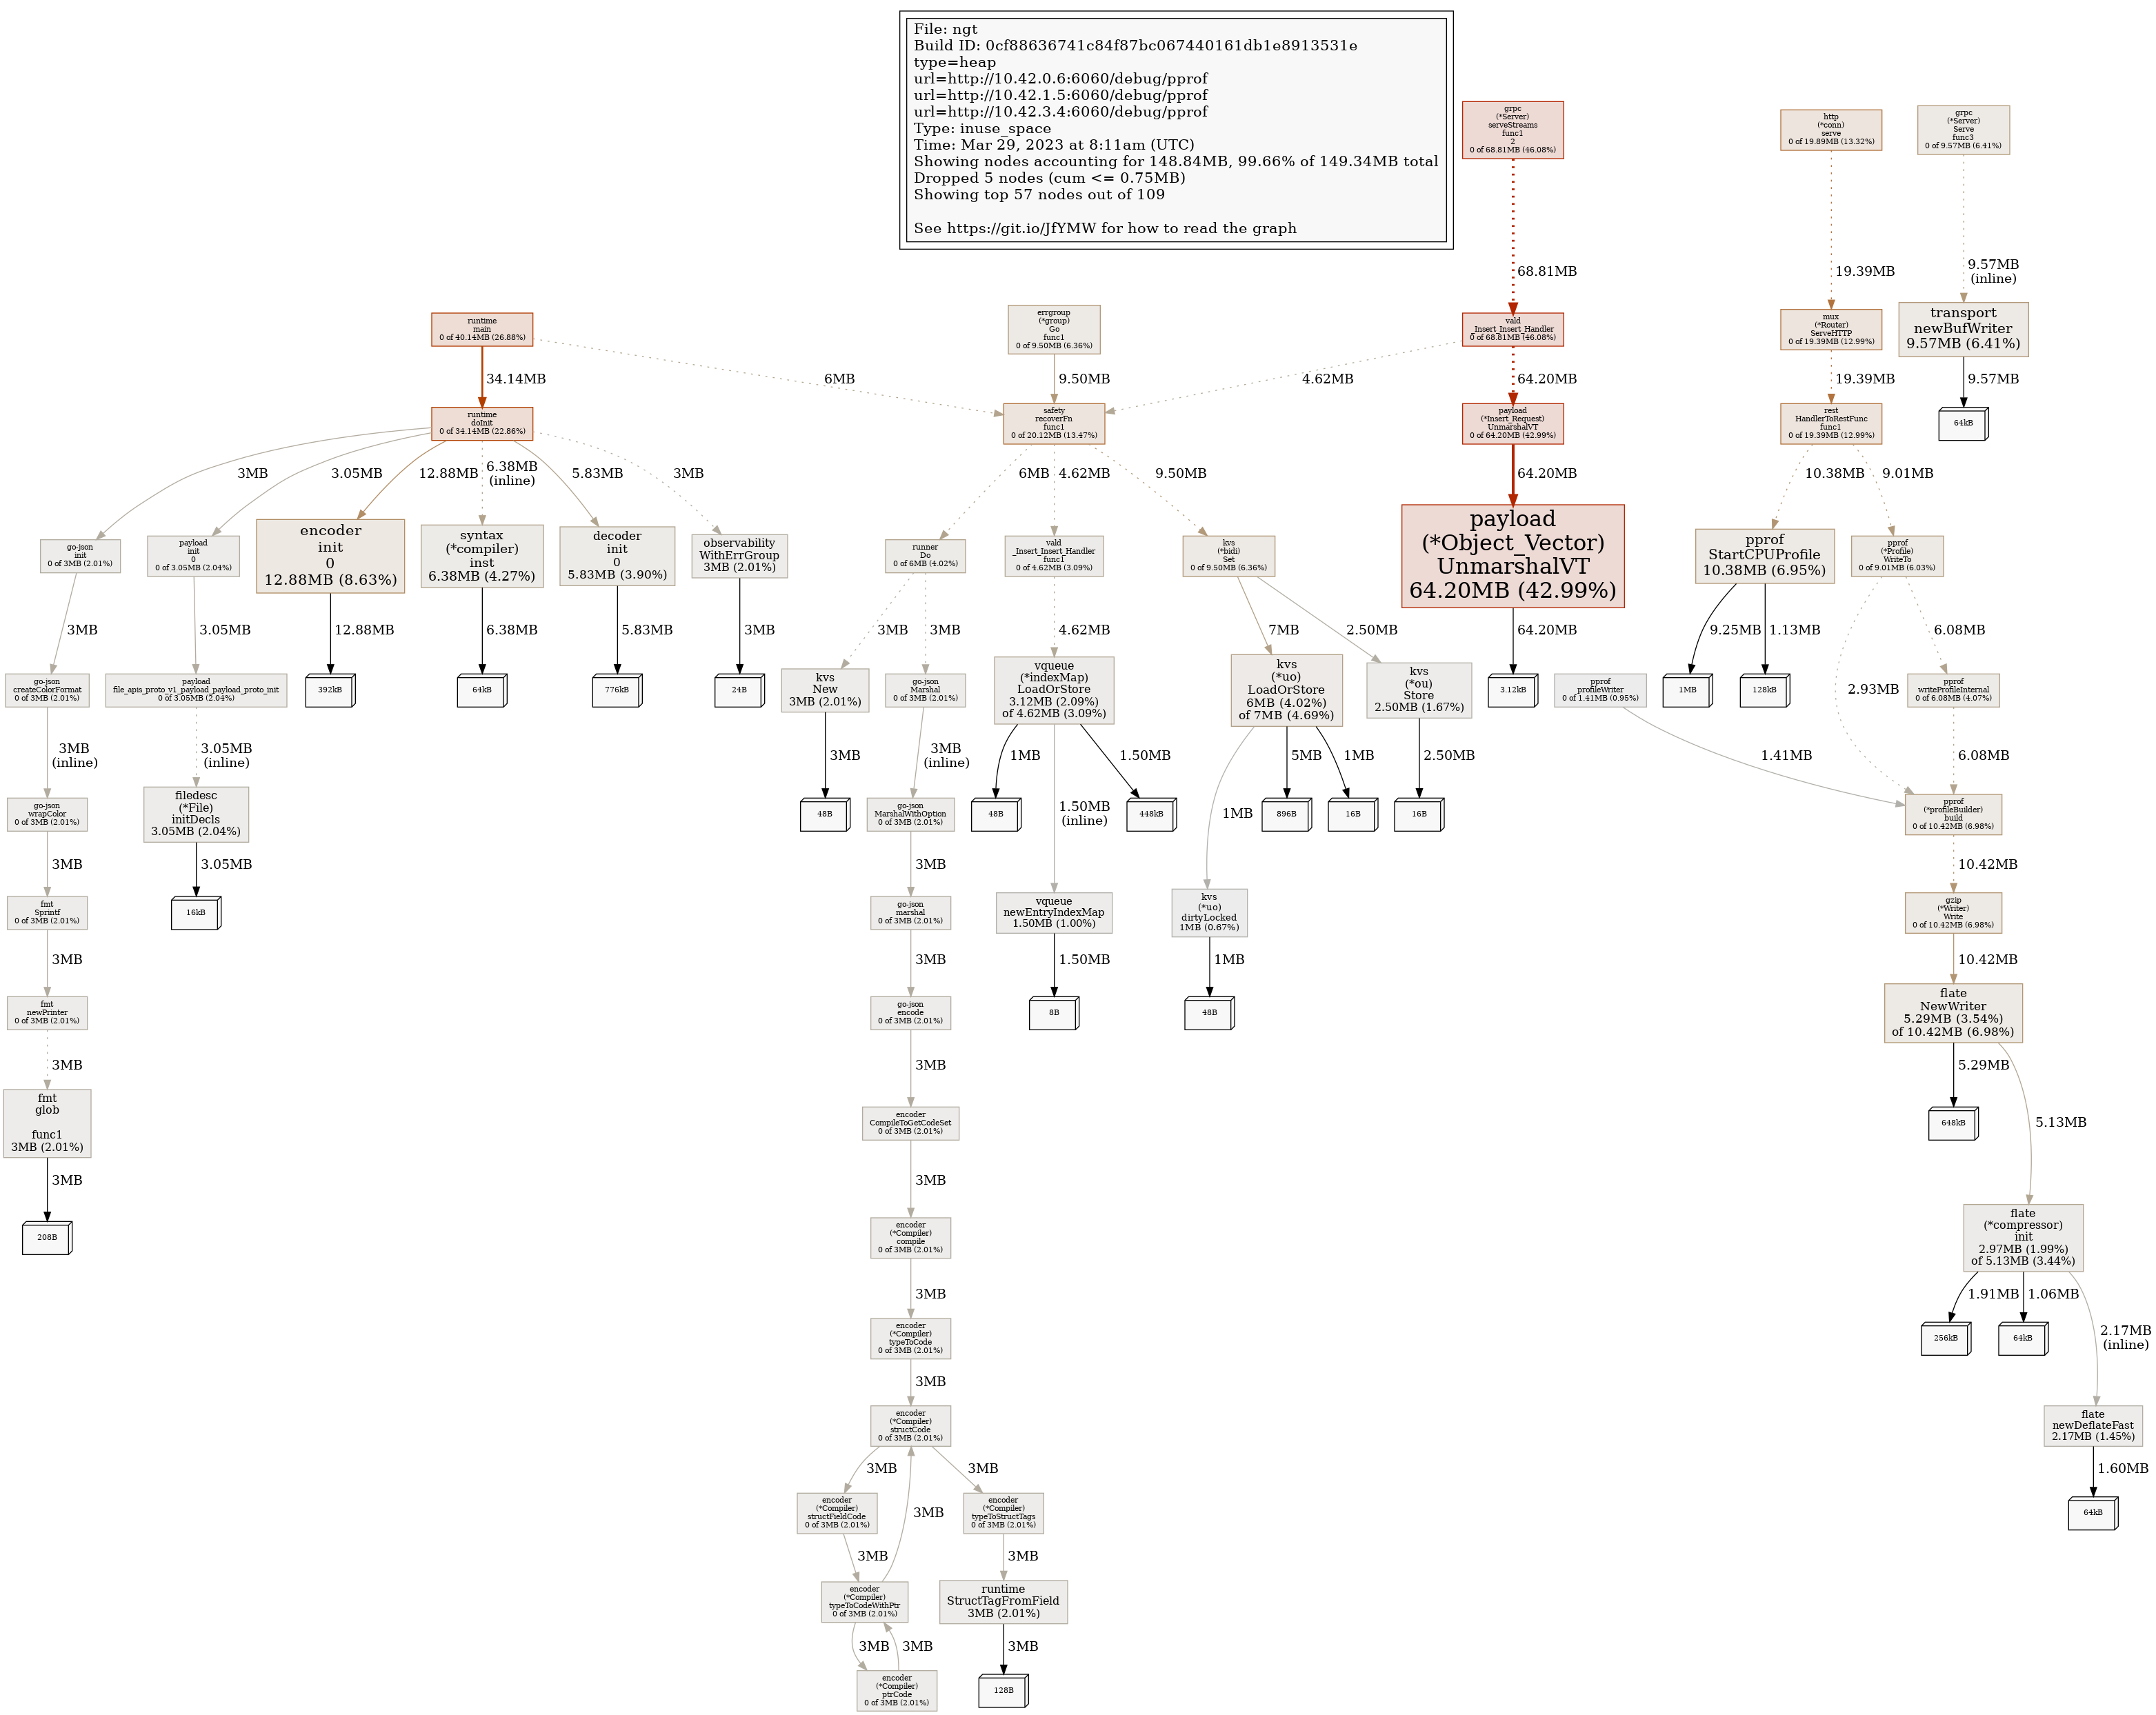 File: ngt
Build ID: 0cf88636741c84f87bc067440161db1e8913531e
type=heap
url=http://10.42.0.6:6060/debug/pprof
url=http://10.42.1.5:6060/debug/pprof
url=http://10.42.3.4:6060/debug/pprof
Type: inuse_space
Time: Mar 29, 2023 at 8:11am (UTC)
Showing nodes accounting for 148.84MB, 99.66% of 149.34MB total
Dropped 5 nodes (cum <= 0.75MB)
Showing top 57 nodes out of 109
See https://git.io/JfYMW for how to read the graph
grpc
(*Server)
serveStreams
func1
2
0 of 68.81MB (46.08%)
http
(*conn)
serve
0 of 19.89MB (13.32%)
grpc
(*Server)
Serve
func3
0 of 9.57MB (6.41%)
68.81MB
19.39MB
9.57MB
(inline)
runtime
main
0 of 40.14MB (26.88%)
errgroup
(*group)
Go
func1
0 of 9.50MB (6.36%)
vald
_Insert_Insert_Handler
0 of 68.81MB (46.08%)
mux
(*Router)
ServeHTTP
0 of 19.39MB (12.99%)
transport
newBufWriter
9.57MB (6.41%)
34.14MB
6MB
9.50MB
4.62MB
64.20MB
19.39MB
9.57MB
runtime
doInit
0 of 34.14MB (22.86%)
safety
recoverFn
func1
0 of 20.12MB (13.47%)
payload
(*Insert_Request)
UnmarshalVT
0 of 64.20MB (42.99%)
rest
HandlerToRestFunc
func1
0 of 19.39MB (12.99%)
64kB
3MB
3.05MB
12.88MB
6.38MB
(inline)
5.83MB
3MB
6MB
4.62MB
9.50MB
64.20MB
10.38MB
9.01MB
go-json
init
0 of 3MB (2.01%)
payload
init
0
0 of 3.05MB (2.04%)
encoder
init
0
12.88MB (8.63%)
syntax
(*compiler)
inst
6.38MB (4.27%)
decoder
init
0
5.83MB (3.90%)
observability
WithErrGroup
3MB (2.01%)
runner
Do
0 of 6MB (4.02%)
vald
_Insert_Insert_Handler
func1
0 of 4.62MB (3.09%)
kvs
(*bidi)
Set
0 of 9.50MB (6.36%)
payload
(*Object_Vector)
UnmarshalVT
64.20MB (42.99%)
pprof
StartCPUProfile
10.38MB (6.95%)
pprof
(*Profile)
WriteTo
0 of 9.01MB (6.03%)
3MB
3.05MB
12.88MB
6.38MB
5.83MB
3MB
3MB
3MB
4.62MB
7MB
2.50MB
64.20MB
9.25MB
1.13MB
2.93MB
6.08MB
go-json
createColorFormat
0 of 3MB (2.01%)
payload
file_apis_proto_v1_payload_payload_proto_init
0 of 3.05MB (2.04%)
392kB
64kB
776kB
24B
kvs
New
3MB (2.01%)
go-json
Marshal
0 of 3MB (2.01%)
vqueue
(*indexMap)
LoadOrStore
3.12MB (2.09%)
of 4.62MB (3.09%)
kvs
(*uo)
LoadOrStore
6MB (4.02%)
of 7MB (4.69%)
kvs
(*ou)
Store
2.50MB (1.67%)
3.12kB
pprof
profileWriter
0 of 1.41MB (0.95%)
1MB
128kB
pprof
writeProfileInternal
0 of 6.08MB (4.07%)
3MB
(inline)
3.05MB
(inline)
3MB
3MB
(inline)
1MB
1.50MB
(inline)
1.50MB
1MB
5MB
1MB
2.50MB
1.41MB
6.08MB
go-json
wrapColor
0 of 3MB (2.01%)
filedesc
(*File)
initDecls
3.05MB (2.04%)
48B
go-json
MarshalWithOption
0 of 3MB (2.01%)
48B
448kB
896B
16B
16B
pprof
(*profileBuilder)
build
0 of 10.42MB (6.98%)
3MB
3.05MB
3MB
10.42MB
fmt
Sprintf
0 of 3MB (2.01%)
16kB
go-json
marshal
0 of 3MB (2.01%)
vqueue
newEntryIndexMap
1.50MB (1.00%)
kvs
(*uo)
dirtyLocked
1MB (0.67%)
gzip
(*Writer)
Write
0 of 10.42MB (6.98%)
3MB
3MB
1.50MB
1MB
10.42MB
fmt
newPrinter
0 of 3MB (2.01%)
go-json
encode
0 of 3MB (2.01%)
8B
48B
flate
NewWriter
5.29MB (3.54%)
of 10.42MB (6.98%)
3MB
3MB
5.29MB
5.13MB
fmt
glob
func1
3MB (2.01%)
encoder
CompileToGetCodeSet
0 of 3MB (2.01%)
648kB
3MB
3MB
208B
encoder
(*Compiler)
compile
0 of 3MB (2.01%)
flate
(*compressor)
init
2.97MB (1.99%)
of 5.13MB (3.44%)
3MB
1.91MB
1.06MB
2.17MB
(inline)
encoder
(*Compiler)
typeToCode
0 of 3MB (2.01%)
256kB
64kB
3MB
encoder
(*Compiler)
structCode
0 of 3MB (2.01%)
flate
newDeflateFast
2.17MB (1.45%)
3MB
3MB
3MB
1.60MB
encoder
(*Compiler)
structFieldCode
0 of 3MB (2.01%)
encoder
(*Compiler)
typeToStructTags
0 of 3MB (2.01%)
64kB
3MB
3MB
encoder
(*Compiler)
typeToCodeWithPtr
0 of 3MB (2.01%)
runtime
StructTagFromField
3MB (2.01%)
3MB
3MB
3MB
encoder
(*Compiler)
ptrCode
0 of 3MB (2.01%)
128B